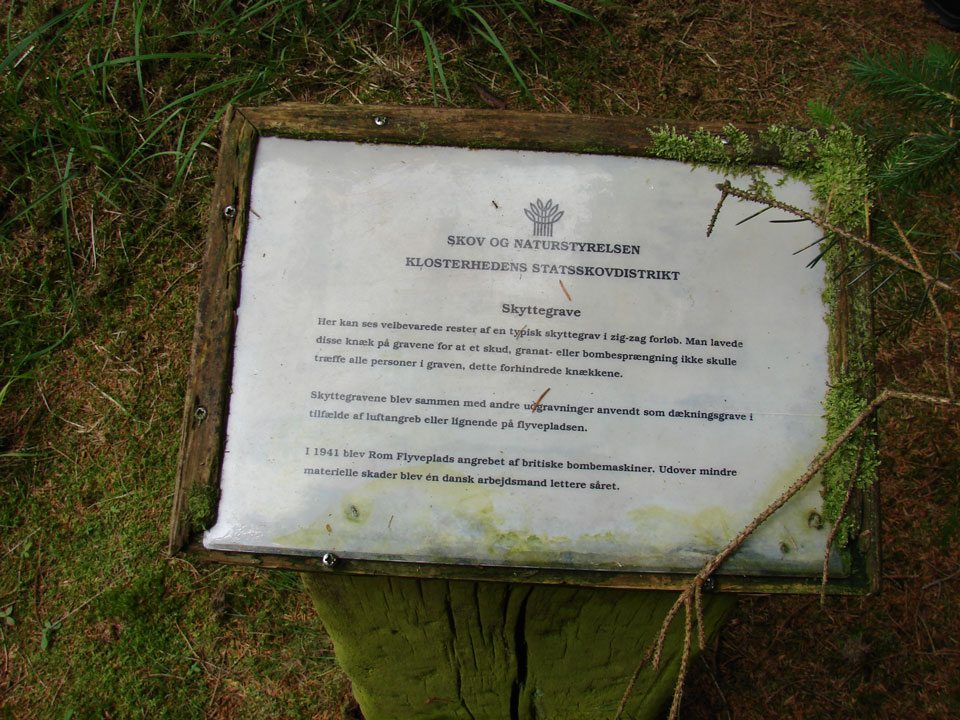 SKOV OG NATURSTYRELSEN
KLOSTERHEDENS STATSSKOVDISTRIKT
Skyttegrave
Her kan ses velbevarede rester af en typisk skyttegrav i zig-zag forløb. Man lavede
disse knæk på gravene for at et skud, granat- eller bombesprængning ikke skulle
træffe alle personer i graven, dette forhindrede knækkene.
Skyttegravene blev sammen med andre udgravninger anvendt som dækningsgrave i
tilfælde af luftangreb eller lignende på flyvepladsen.
I 1941 blev Rom Flyveplads angrebet af britiske bombemaskiner. Udover mindre
materielle skader blev én dansk arbejdsmand lettere såret.